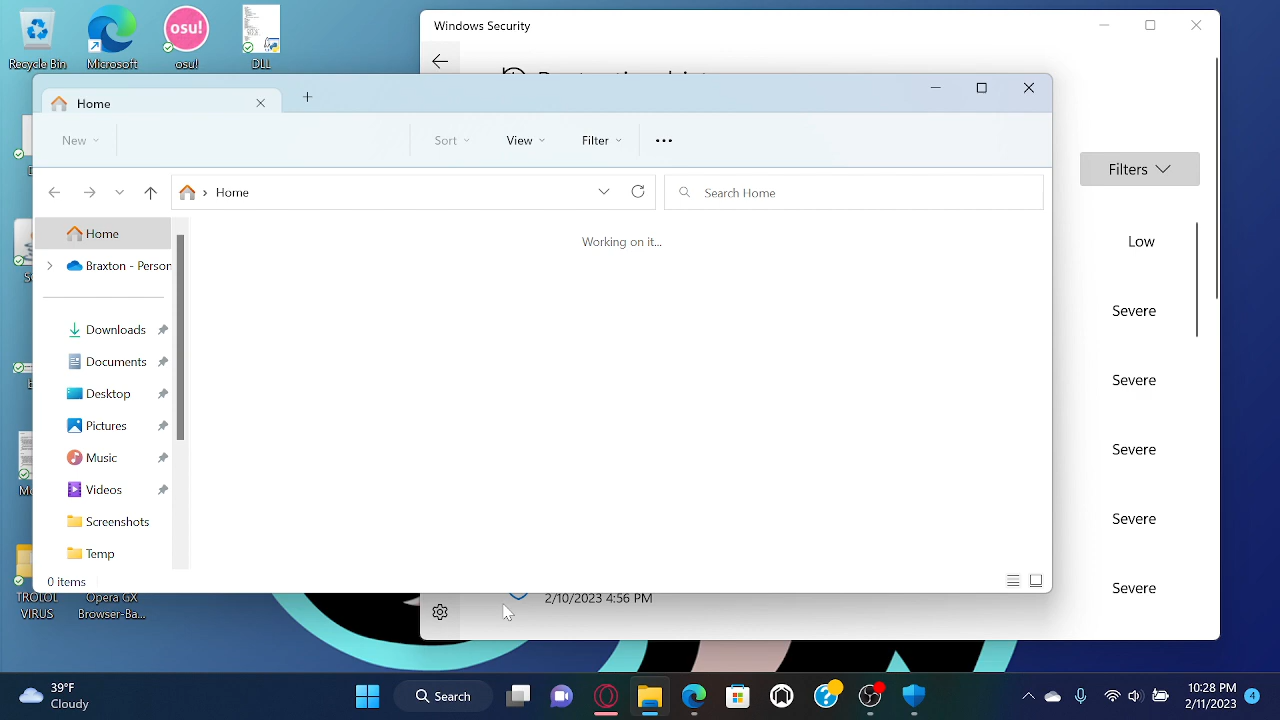 Windows Security
osu!
Recycle Bin
Microsoft
osu!
DLL
Home
New
Sort
View
Filter
Filters
Home
Search Home
Home
Working on it...
Low
Braxton - Person
Severe
Downloads
Documents
Severe
Desktop
Pictures
Severe
Music
Videos
Severe
Screenshots
Temp
0 items
Severe
TROLOL
VIRUS
Opera GX
Browser-Ba...
2/10/2023 4:56 PM
39°F
Cloudy
Search
10:28 PM
2/11/2023
4